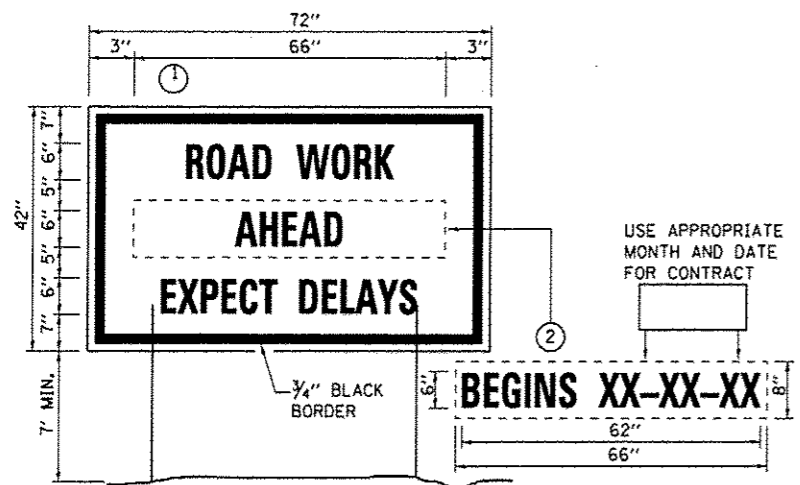 72"
3" 66" 3"
1
42"
7"
6"
5"
6"
5"
6"
7"
7' MIN.
ROAD WORK
AHEAD
EXPECT DELAYS
3/4" BLACK
BORDER
USE APPROPRIATE
MONTH AND DATE
FOR CONTRACT
2
6"
BEGINS XX-XX-XX
8"
62"
66"